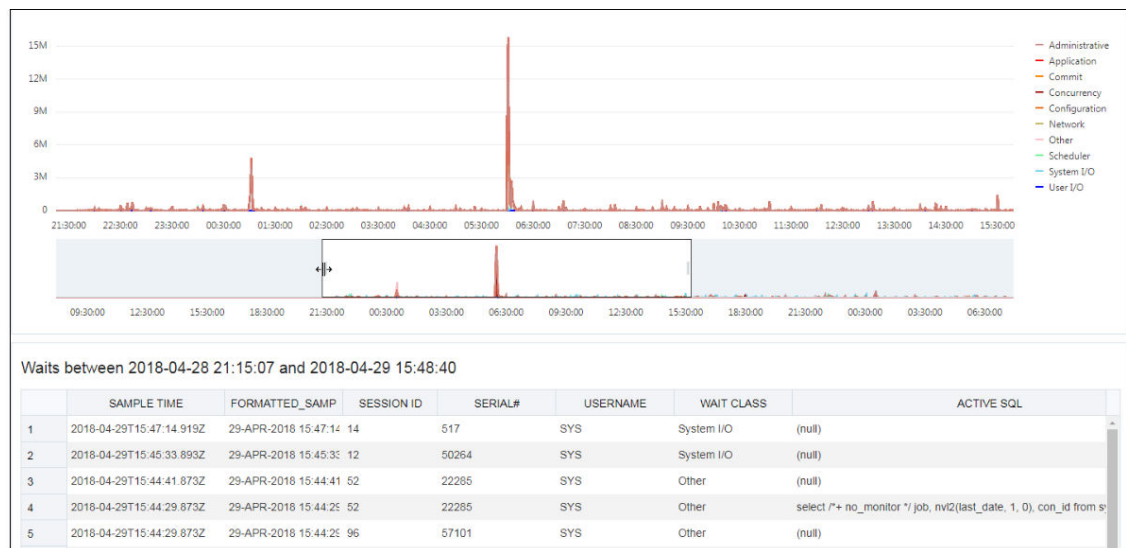 15M
12M
9M
6M
3M
0
21:30:00 22:30:00 23:30:00 00:30:00 01:30:00 02:30:00 03:30:00 04:30:00 05:30:00 06:30:00 07:30:00 08:30:00 09:30:00 10:30:00 11:30:00 12:30:00 13:30:00 14:30:00 15:30:00
Administrative
Application
Commit
Concurrency
Configuration
Network
Other
Scheduler
System I/O
User I/O
09:30:00 12:30:00 15:30:00 18:30:00 21:30:00 00:30:00 03:30:00 06:30:00 09:30:00 12:30:00 15:30:00 18:30:00 21:30:00 00:30:00 03:30:00 06:30:00
Waits between 2018-04-28 21:15:07 and 2018-04-29 15:48:40
SAMPLE TIME FORMATTED_SAMP SESSION ID SERIAL# USERNAME WAIT CLASS ACTIVE SQL
1 2018-04-29T15:47:14.919Z 29-APR-2018 15:47:14 14 517 SYS System I/O (null)
2 2018-04-29T15:45:33.893Z 29-APR-2018 15:45:33 12 50264 SYS System I/O (null)
3 2018-04-29T15:44:41.873Z 29-APR-2018 15:44:41 52 22285 SYS Other (null)
4 2018-04-29T15:44:29.873Z 29-APR-2018 15:44:29 52 22285 SYS Other select /*+ no_monitor */ job, nvl2(last_date, 1, 0), con_id from sy
5 2018-04-29T15:44:29.873Z 29-APR-2018 15:44:29 96 57101 SYS Other (null)